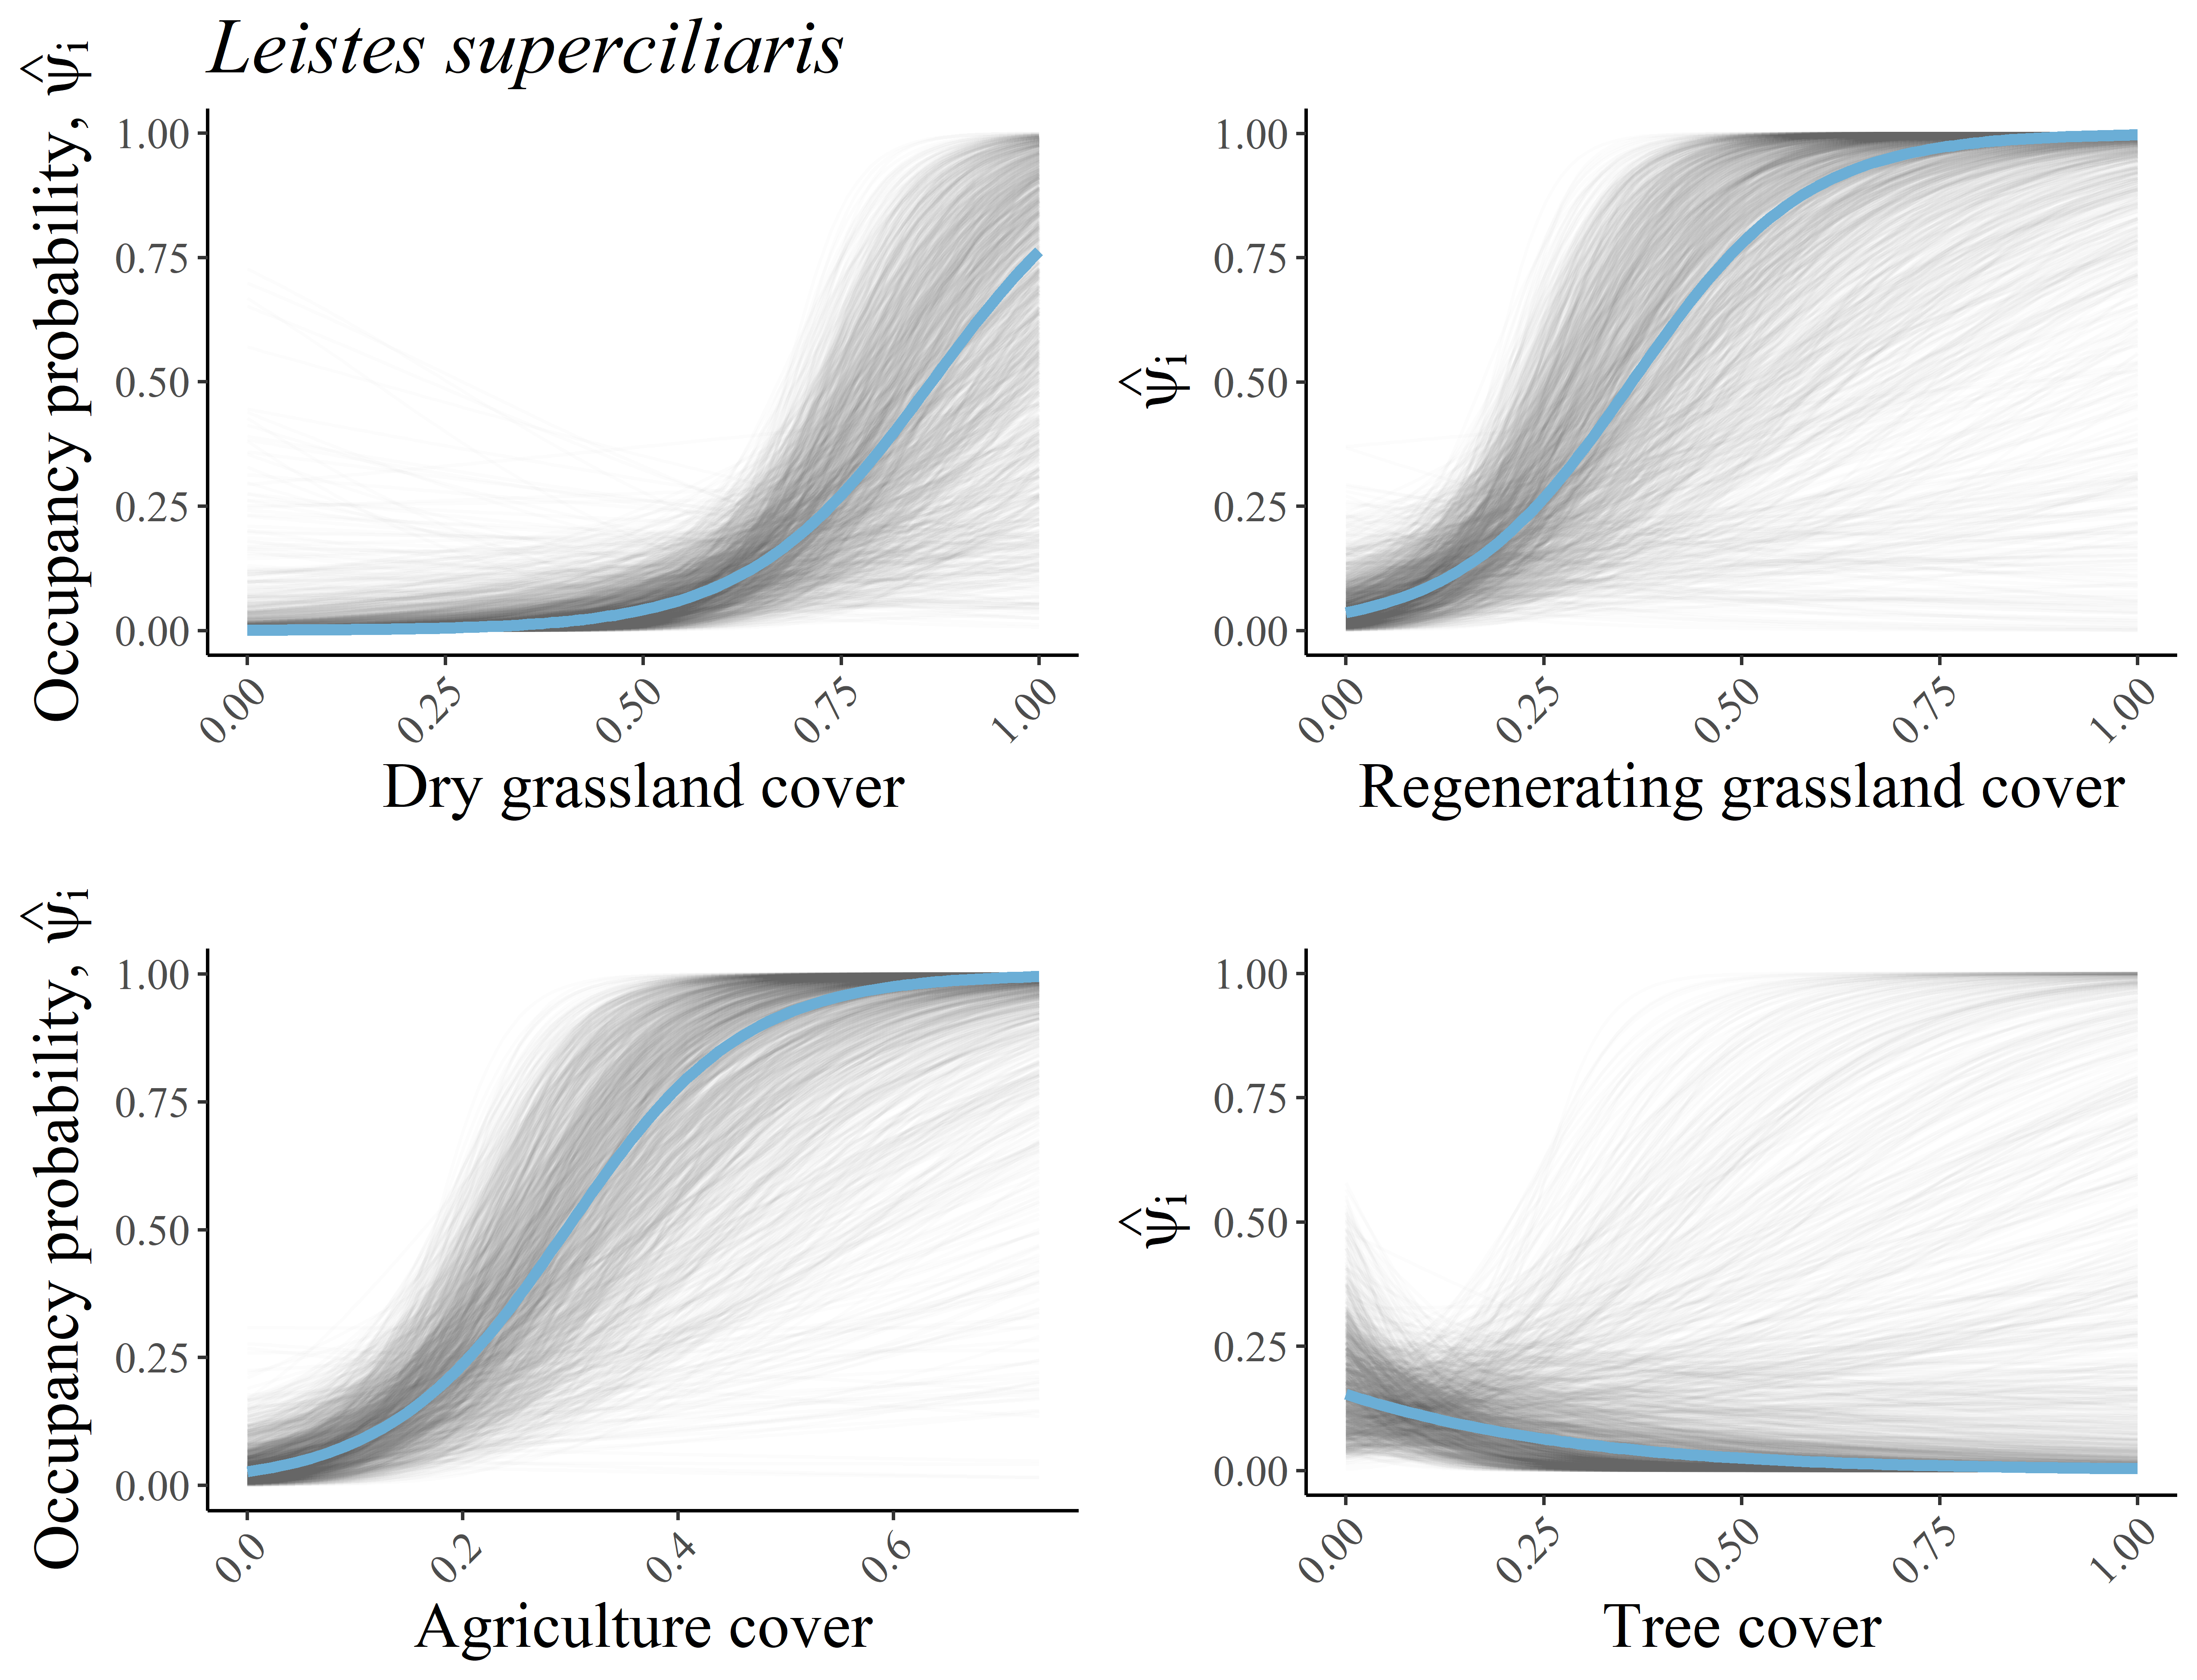 Leistes superciliaris
Occupancy probability, ψ̂i
1.00
0.75
0.50
0.25
0.00
0.00 0.25 0.50 0.75 1.00
Dry grassland cover
ψ̂i
1.00
0.75
0.50
0.25
0.00
0.00 0.25 0.50 0.75 1.00
Regenerating grassland cover
Occupancy probability, ψ̂i
1.00
0.75
0.50
0.25
0.00
0.0 0.2 0.4 0.6
Agriculture cover
ψ̂i
1.00
0.75
0.50
0.25
0.00
0.00 0.25 0.50 0.75 1.00
Tree cover